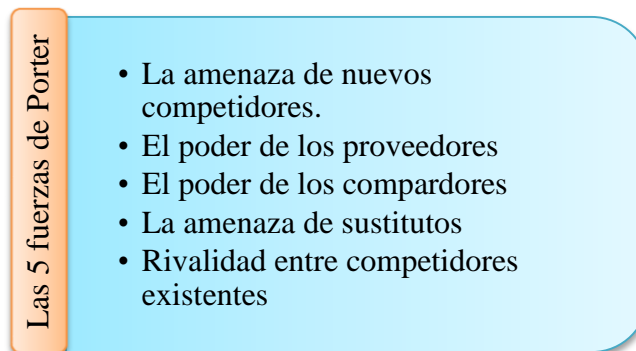 Las 5 fuerzas de Porter
• La amenaza de nuevos
competidores.
• El poder de los proveedores
• El poder de los compardores
• La amenaza de sustitutos
• Rivalidad entre competidores
existentes